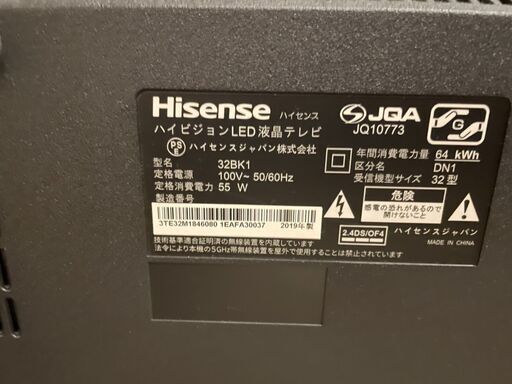 Hisense ハイセンス
JQA
JQ10773
G
ハイビジョンLED液晶テレビ
PS
E
ハイセンスジャパン株式会社
型名 32BK1
定格電源 100V~ 50/60Hz
定格消費電力 55 W
製造番号
3TE32M1846080 1EAFA30037 2019年製
年間消費電力量 64 kWh
区分名 DN1
受信機型サイズ 32型
危険
感電の恐れがあるので
開けないこと
2.4DS/OF4
ハイセンスジャパン
MADE IN CHINA
技術基準適合証明済の無線装置を内蔵しています
法令により本機の5GHz帯無線装置を屋外で使用することは禁止されています